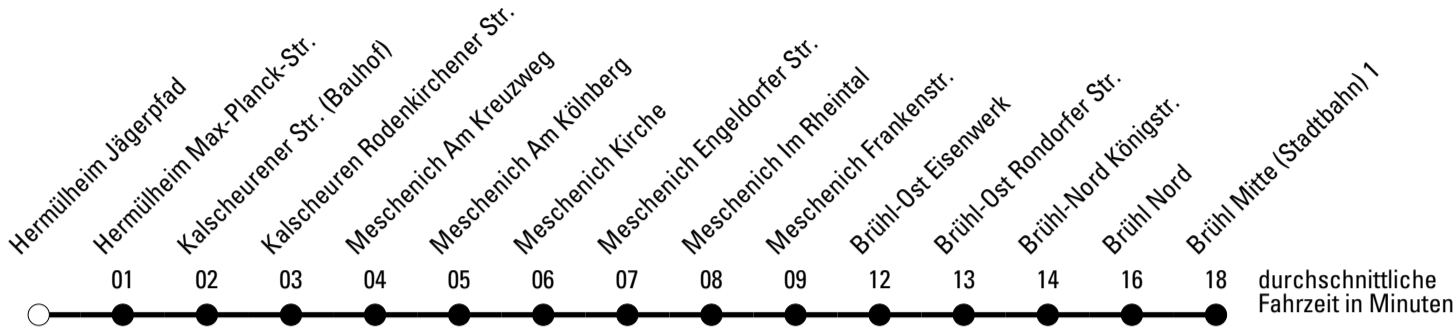 Hermülheim Jägerpfad
Hermülheim Max-Planck-Str.
Kalscheurener Str. (Bauhof)
Kalscheuren Rodenkirchener Str.
Meschenich Am Kreuzweg
Meschenich Am Kölnberg
Meschenich Kirche
Meschenich Engeldorfer Str.
Meschenich Im Rheintal
Meschenich Frankenstr.
Brühl-Ost Eisenwerk
Brühl-Ost Rondorfer Str.
Brühl-Nord Königstr.
Brühl Nord
Brühl Mitte (Stadtbahn) 1
01 02 03 04 05 06 07 08 09 12 13 14 16 18
durchschnittliche
Fahrzeit in Minuten